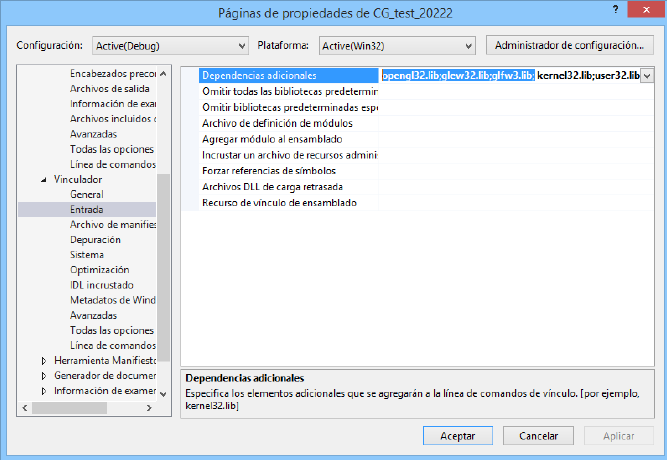 Páginas de propiedades de CG_test_20222
? x
Configuración: Active(Debug) Plataforma: Active(Win32) Administrador de configuración...
Encabezados precor
Archivos de salida
Información de exa
Archivos incluidos c
Avanzadas
Todas las opciones
Línea de comandos
Vinculador
General
Entrada
Archivo de manifies
Depuración
Sistema
Optimización
IDL incrustado
Metadatos de Wind
Avanzadas
Todas las opciones
Línea de comandos
Herramienta Manifiesto
Generador de documer
Información de examer
Dependencias adicionales opengl32.lib;glew32.lib;glfw3.lib; kernel32.lib;user32.lib
Omitir todas las bibliotecas predetermin
Omitir bibliotecas predeterminadas espe
Archivo de definición de módulos
Agregar módulo al ensamblado
Incrustar un archivo de recursos adminis
Forzar referencias de símbolos
Archivos DLL de carga retrasada
Recurso de vínculo de ensamblado
Dependencias adicionales
Especifica los elementos adicionales que se agregarán a la línea de comandos de vínculo. [por ejemplo,
kernel32.lib]
Aceptar Cancelar Aplicar